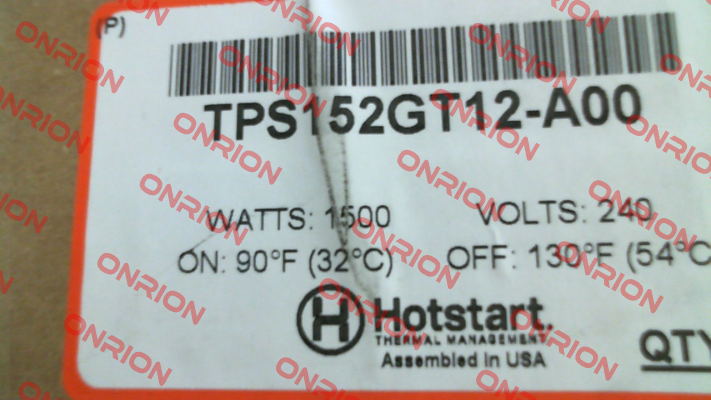 (P)
TPS152GT12-A00
WATTS: 1500 VOLTS: 240
ON: 90°F (32°C) OFF: 130°F (54°C
H Hotstart.
THERMAL MANAGEMENT
Assembled in USA
QTY
ONRION